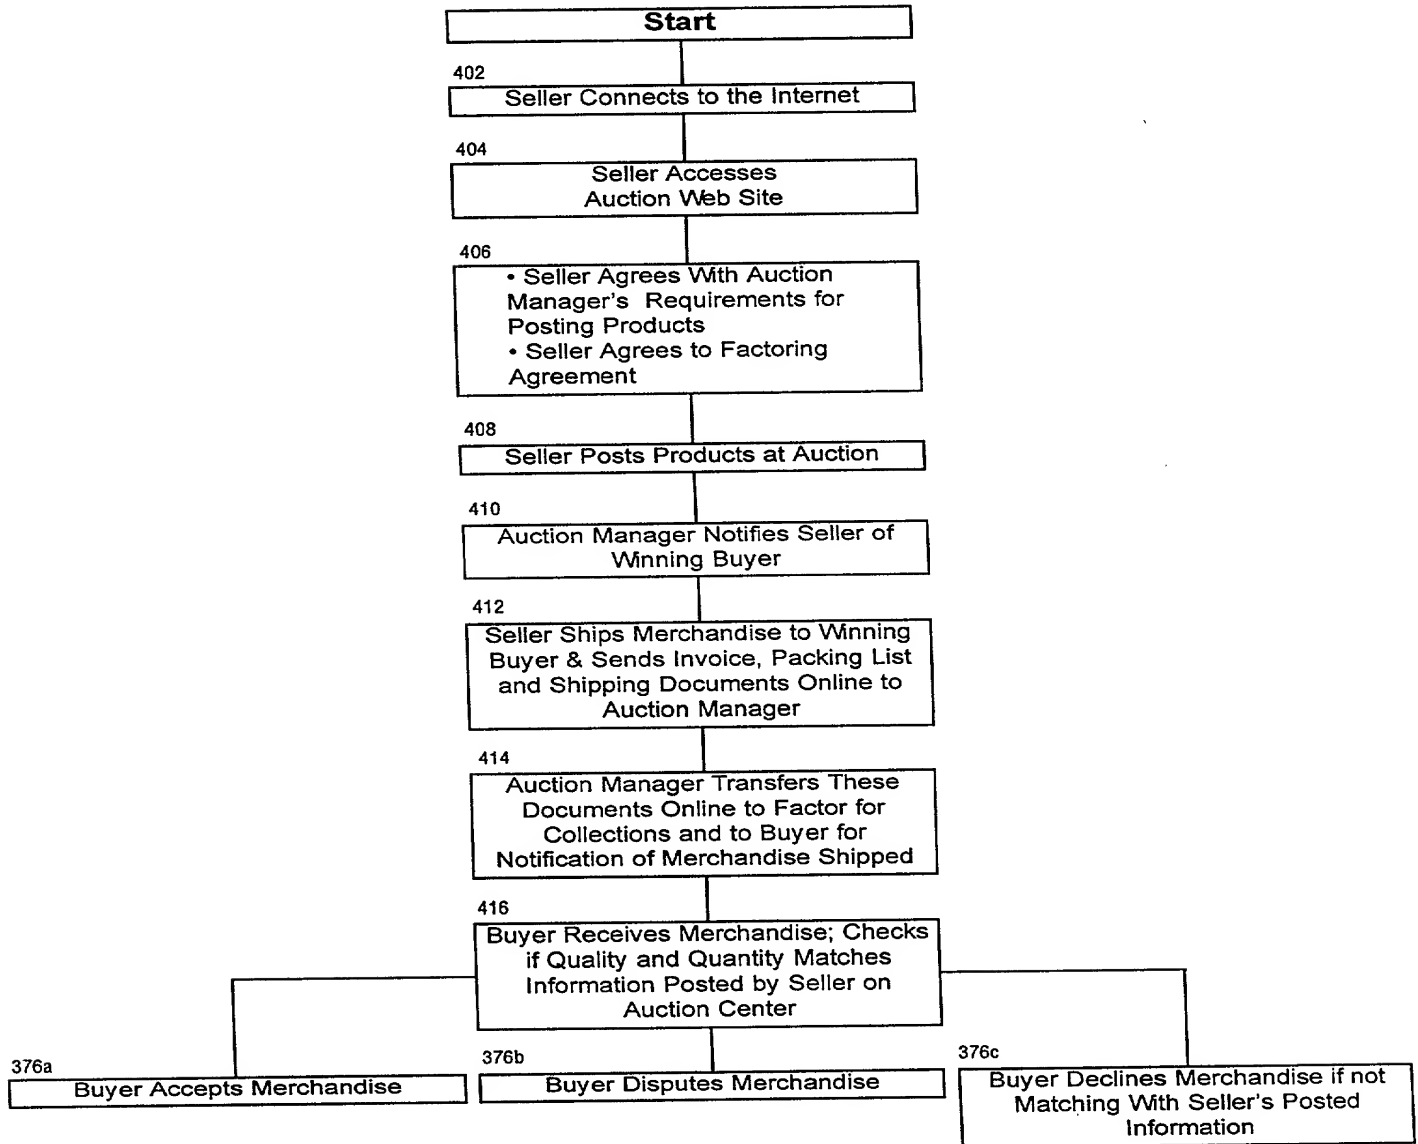 Start
402
Seller Connects to the Internet
404
Seller Accesses
Auction Web Site
406
• Seller Agrees With Auction
Manager's Requirements for
Posting Products
• Seller Agrees to Factoring
Agreement
408
Seller Posts Products at Auction
410
Auction Manager Notifies Seller of
Winning Buyer
412
Seller Ships Merchandise to Winning
Buyer & Sends Invoice, Packing List
and Shipping Documents Online to
Auction Manager
414
Auction Manager Transfers These
Documents Online to Factor for
Collections and to Buyer for
Notification of Merchandise Shipped
416
Buyer Receives Merchandise; Checks
if Quality and Quantity Matches
Information Posted by Seller on
Auction Center
376a
Buyer Accepts Merchandise
376b
Buyer Disputes Merchandise
376c
Buyer Declines Merchandise if not
Matching With Seller's Posted
Information